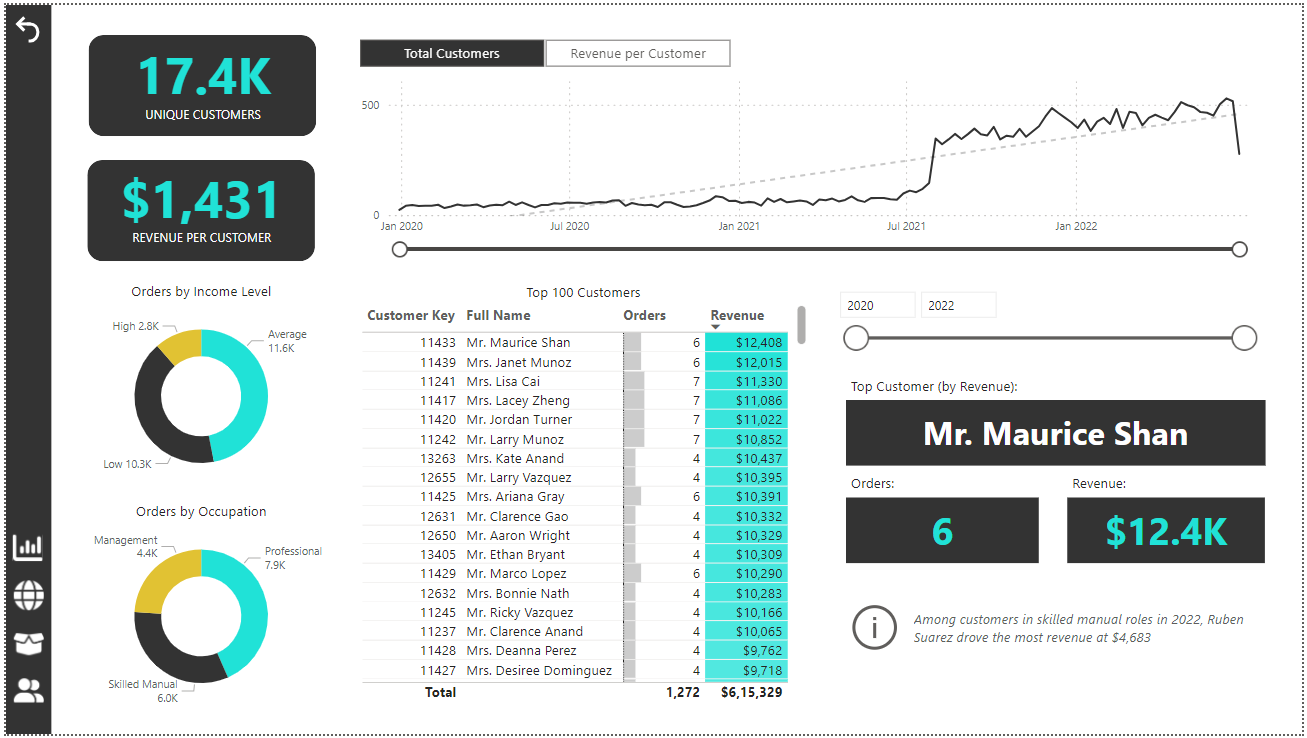 17.4K
UNIQUE CUSTOMERS
$1,431
REVENUE PER CUSTOMER
Total Customers
Revenue per Customer
500
0
Jan 2020
Jul 2020
Jan 2021
Jul 2021
Jan 2022
Orders by Income Level
High 2.8K
Average
11.6K
Low 10.3K
Orders by Occupation
Management
4.4K
Professional
7.9K
Skilled Manual
6.0K
Top 100 Customers
Customer Key Full Name Orders Revenue
11433 Mr. Maurice Shan 6 $12,408
11439 Mrs. Janet Munoz 6 $12,015
11241 Mrs. Lisa Cai 7 $11,330
11417 Mrs. Lacey Zheng 7 $11,086
11420 Mr. Jordan Turner 7 $11,022
11242 Mr. Larry Munoz 7 $10,852
13263 Mrs. Kate Anand 4 $10,437
12655 Mr. Larry Vazquez 4 $10,395
11425 Mrs. Ariana Gray 6 $10,391
12631 Mr. Clarence Gao 4 $10,332
12650 Mr. Aaron Wright 4 $10,329
13405 Mr. Ethan Bryant 4 $10,309
11429 Mr. Marco Lopez 6 $10,290
12632 Mrs. Bonnie Nath 4 $10,283
11245 Mr. Ricky Vazquez 4 $10,166
11237 Mr. Clarence Anand 4 $10,065
11428 Mrs. Deanna Perez 4 $9,762
11427 Mrs. Desiree Dominguez 4 $9,718
Total 1,272 $6,15,329
2020
2022
Top Customer (by Revenue):
Mr. Maurice Shan
Orders:
6
Revenue:
$12.4K
Among customers in skilled manual roles in 2022, Ruben
Suarez drove the most revenue at $4,683